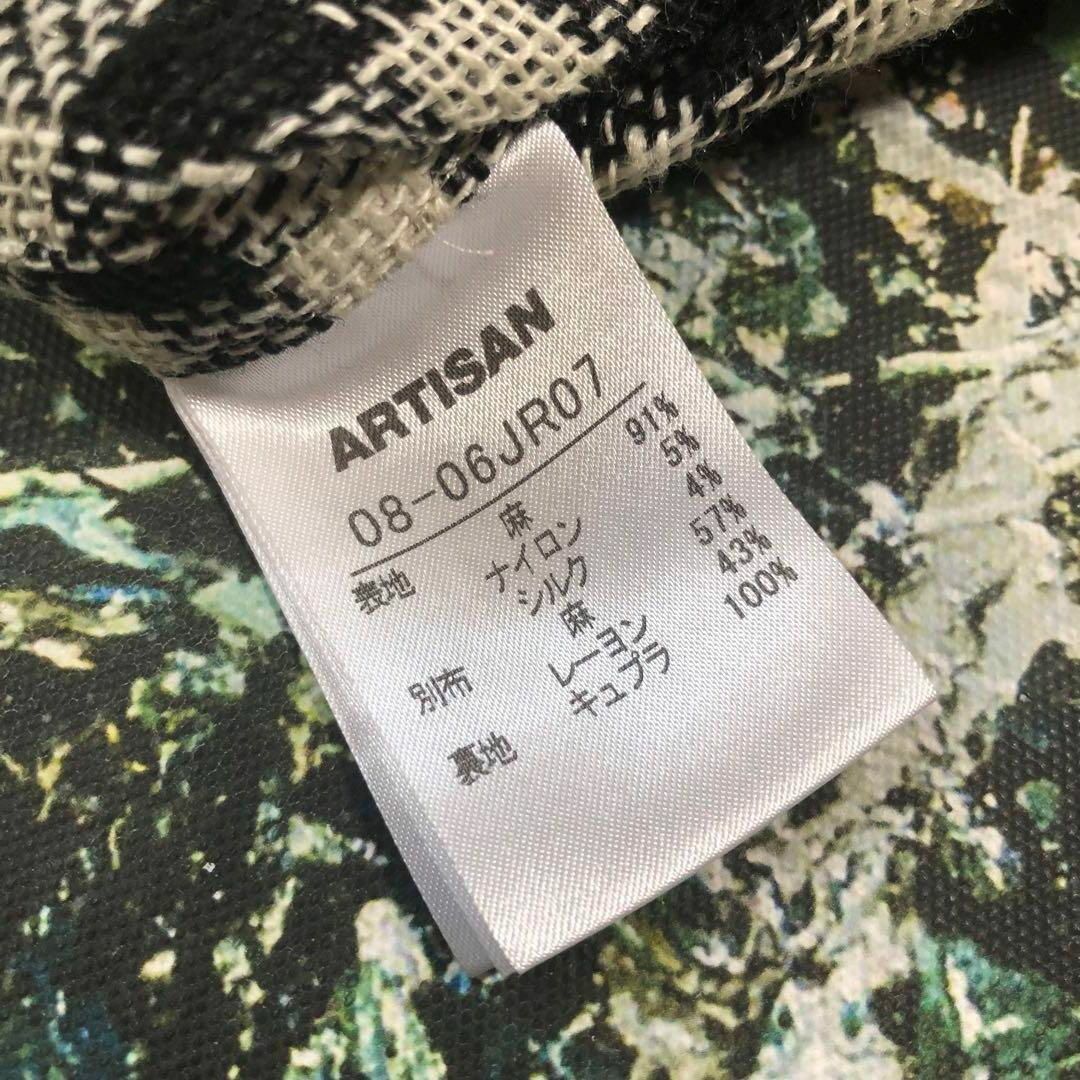 ARTISAN
08-06JR07
表地 麻 91%
ナイロン 5%
シルク 4%
別布 麻 57%
レーヨン 43%
裏地 キュプラ 100%